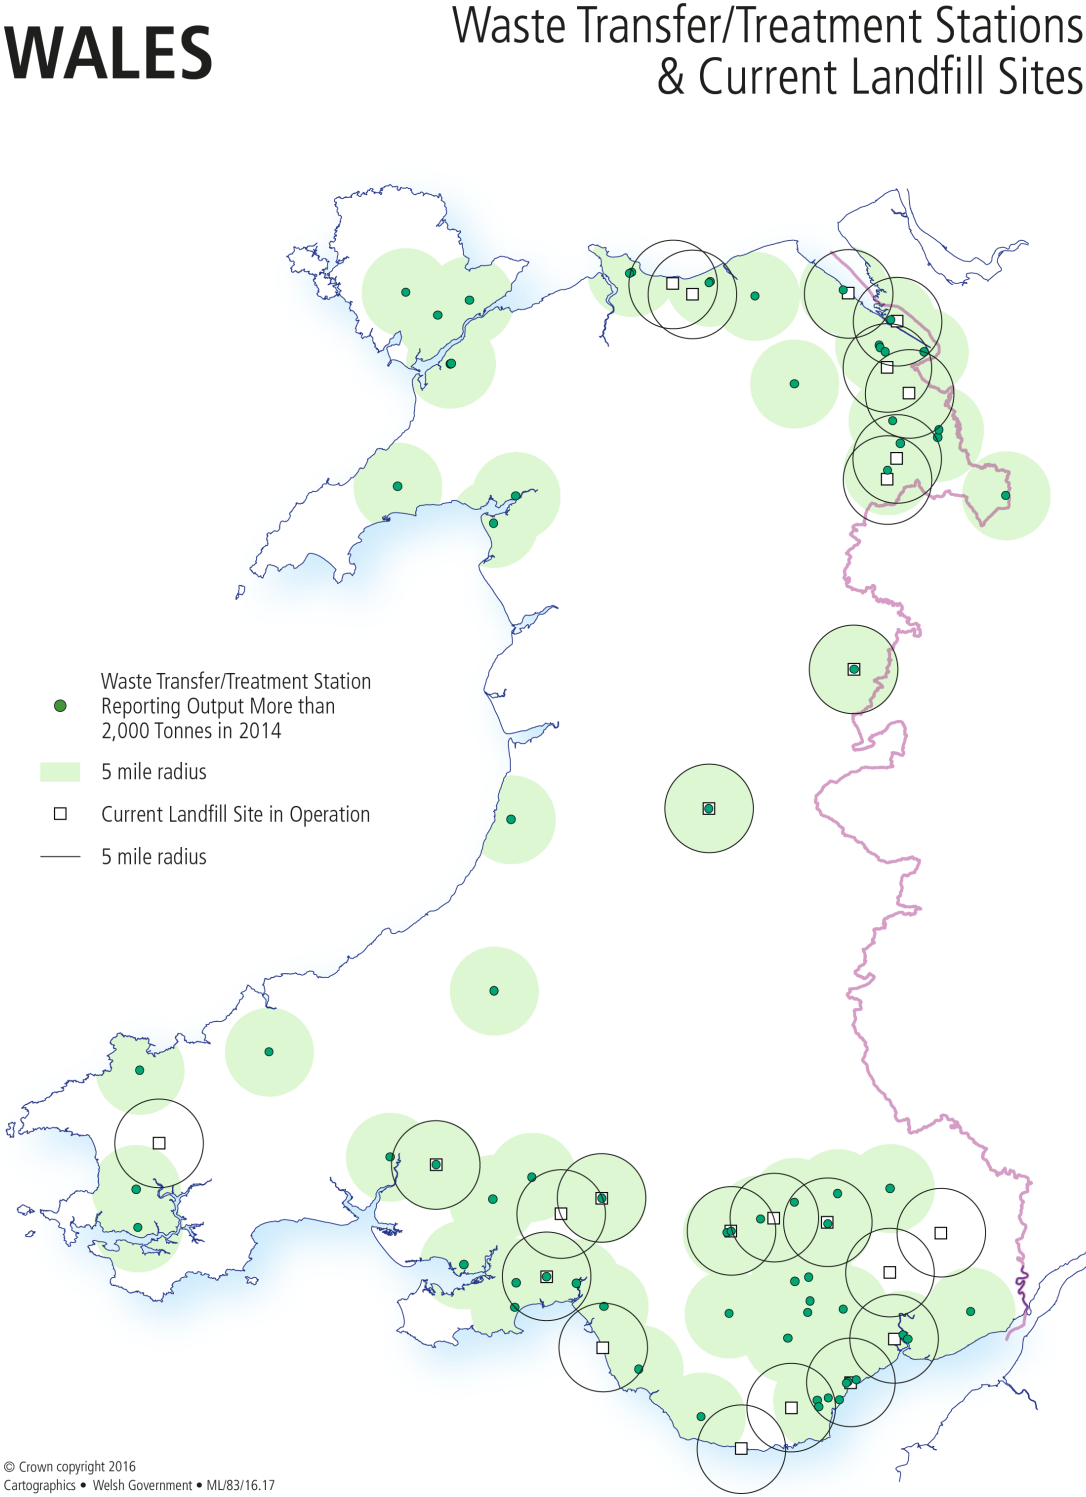 WALES
Waste Transfer/Treatment Stations
& Current Landfill Sites
Waste Transfer/Treatment Station
Reporting Output More than
2,000 Tonnes in 2014
5 mile radius
Current Landfill Site in Operation
5 mile radius
© Crown copyright 2016
Cartographics • Welsh Government • ML/83/16.17